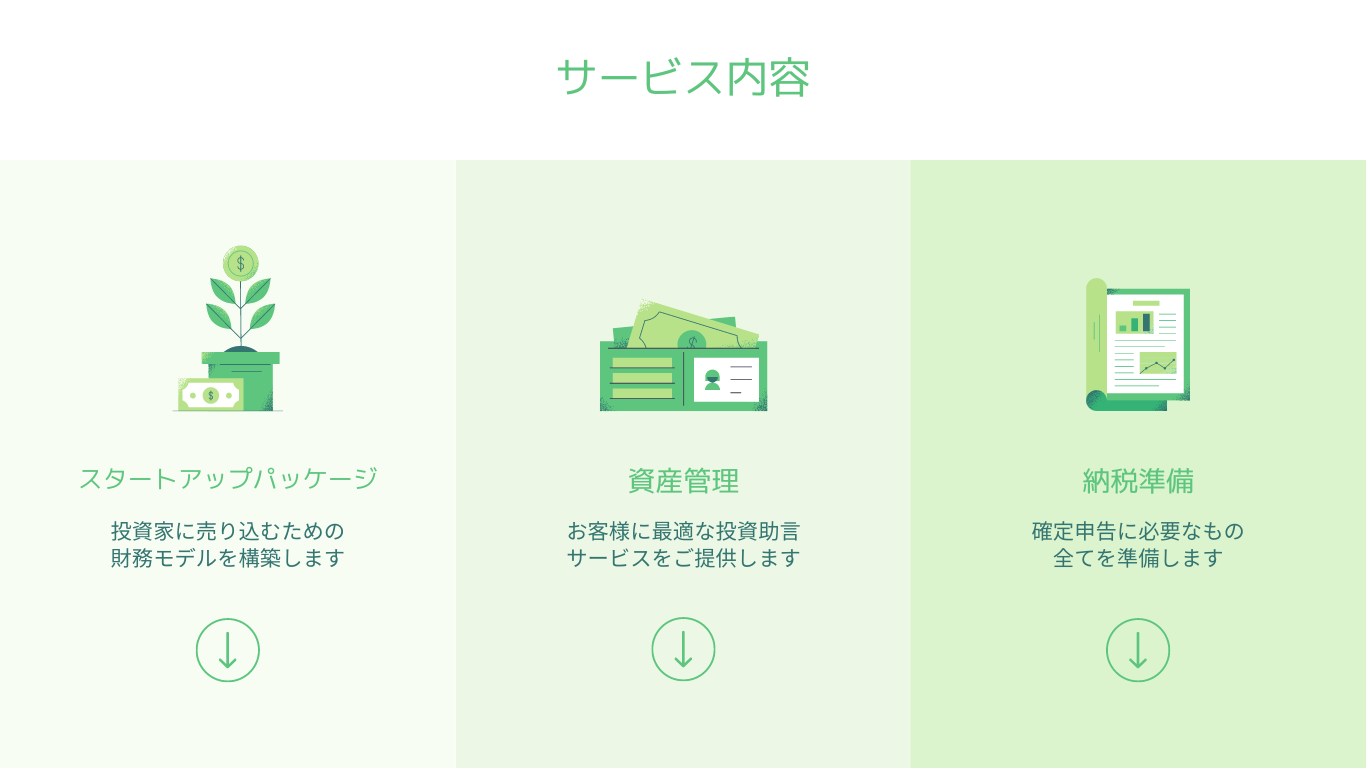 サービス内容
スタートアップパッケージ
投資家に売り込むための
財務モデルを構築します
資産管理
お客様に最適な投資助言
サービスをご提供します
納税準備
確定申告に必要なもの
全てを準備します